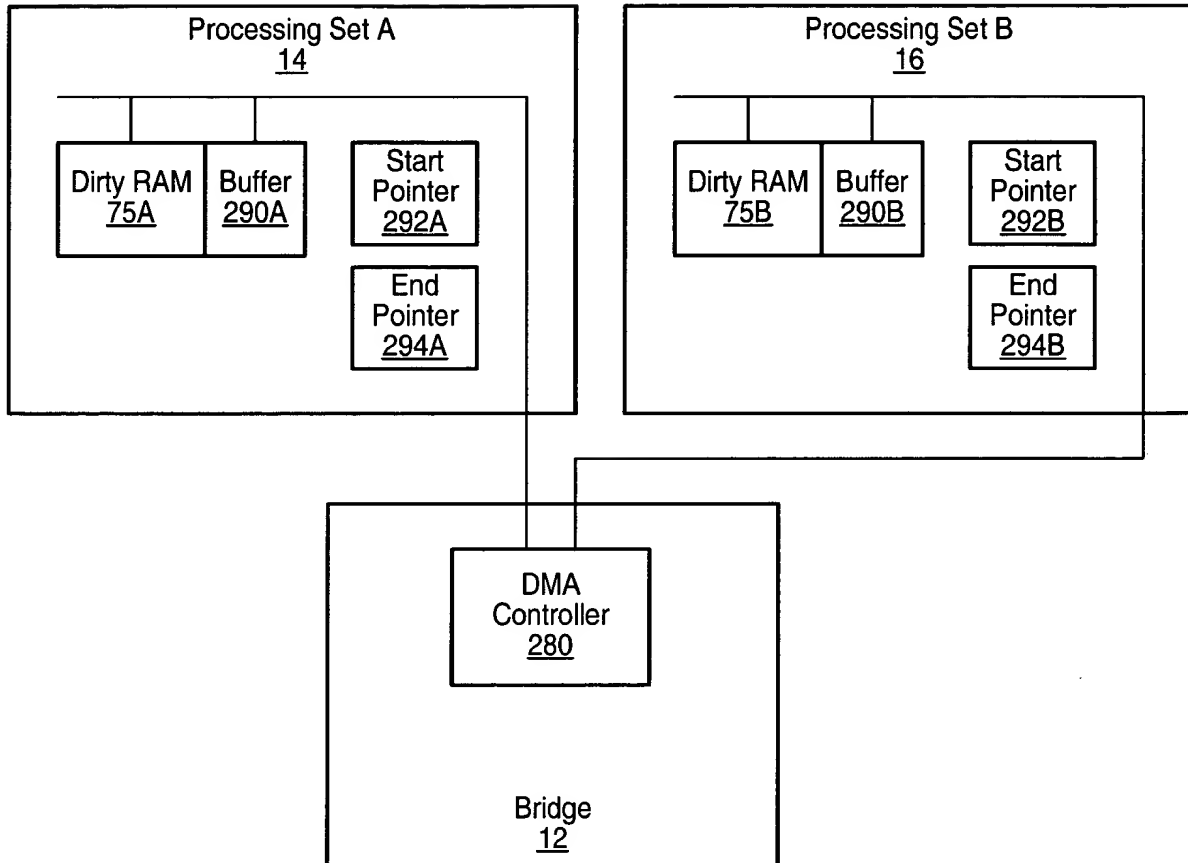 Processing Set A
14
Dirty RAM
75A
Buffer
290A
Start
Pointer
292A
End
Pointer
294A
Processing Set B
16
Dirty RAM
75B
Buffer
290B
Start
Pointer
292B
End
Pointer
294B
DMA
Controller
280
Bridge
12